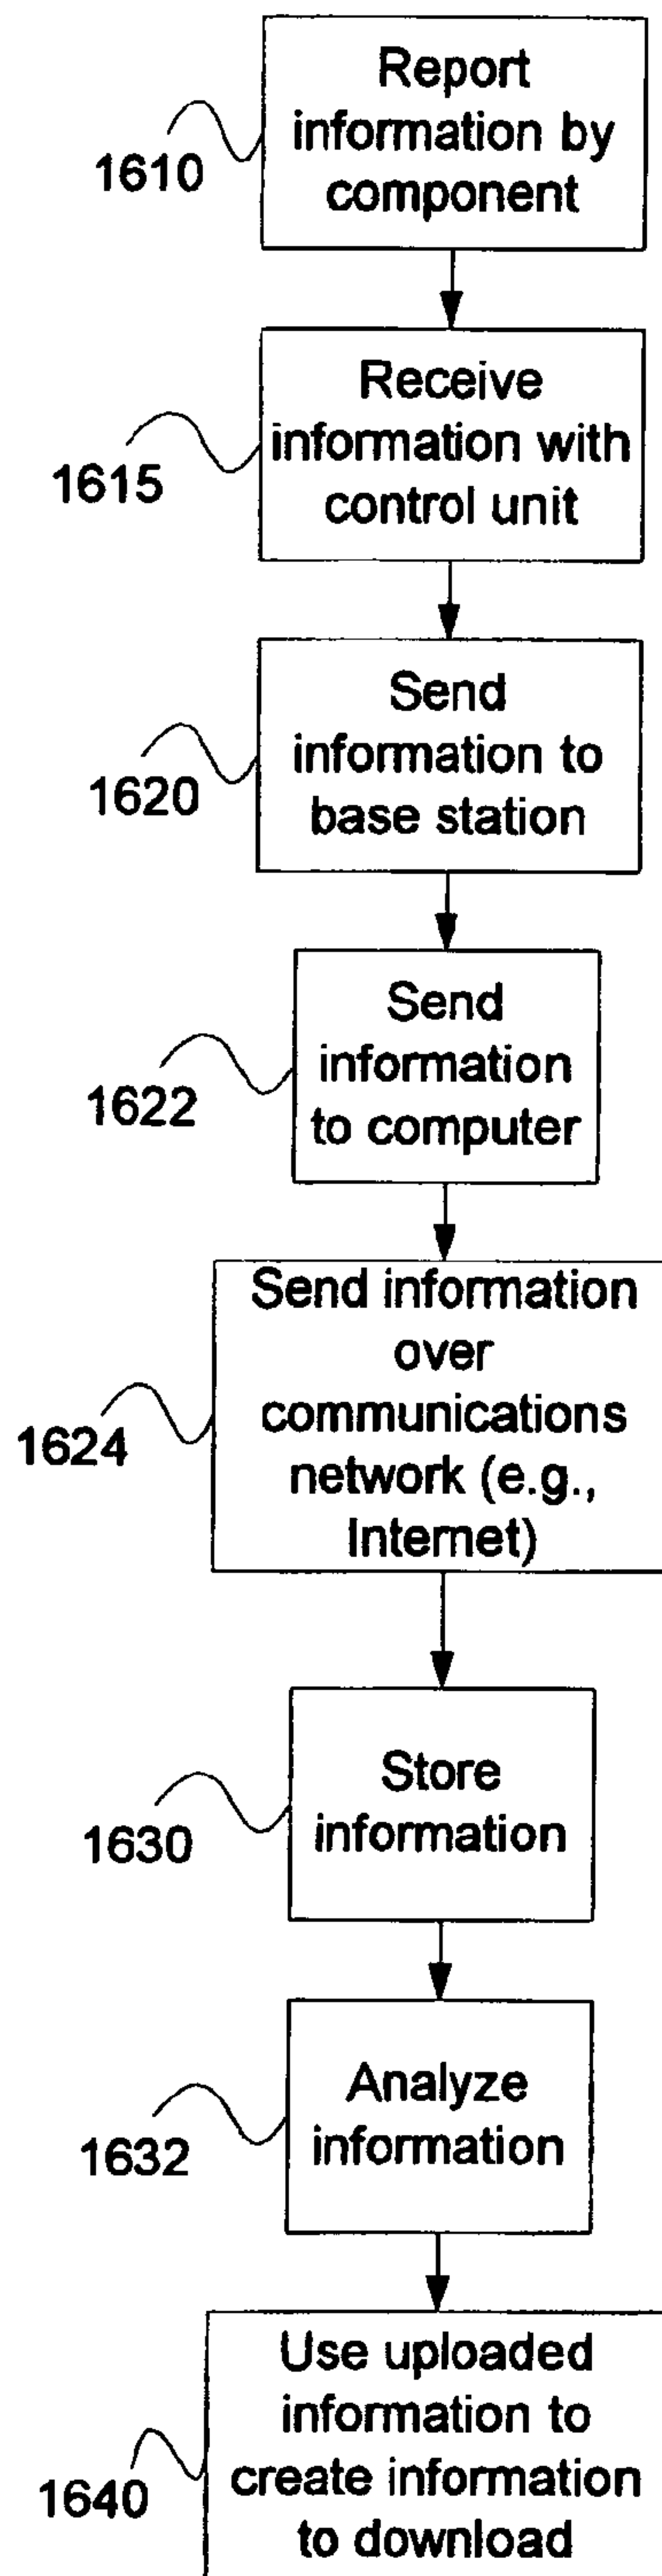 Report
information by
component
1610
Receive
information with
control unit
1615
Send
information to
base station
1620
Send
information
to computer
1622
Send information
over
communications
network (e.g.,
Internet)
1624
Store
information
1630
Analyze
information
1632
Use uploaded
information to
create information
to download
1640